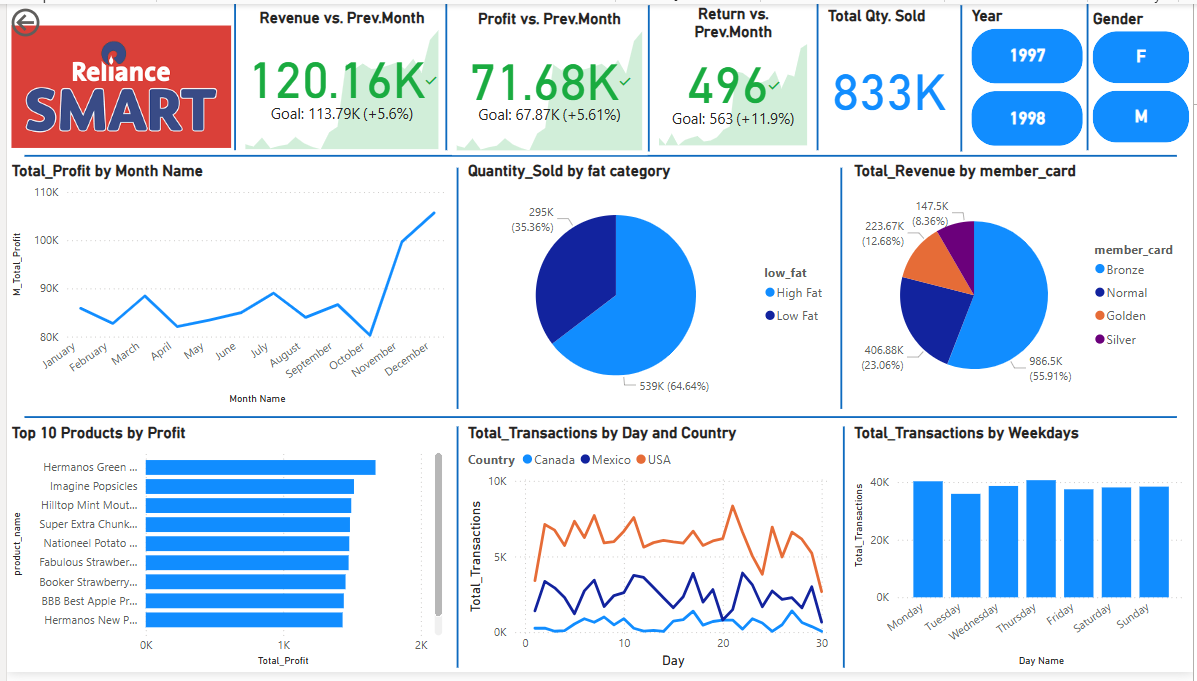 Reliance
SMART
Revenue vs. Prev.Month
120.16K
Goal: 113.79K (+5.6%)
Profit vs. Prev.Month
71.68K
Goal: 67.87K (+5.61%)
Return vs.
Prev.Month
496
Goal: 563 (+11.9%)
Total Qty. Sold
833K
Year
1997
1998
Gender
F
M
Total_Profit by Month Name
M_Total_Profit
110K
100K
90K
80K
January
February
March
April
May
June
July
August
September
October
November
December
Month Name
Quantity_Sold by fat category
295K
(35.36%)
539K (64.64%)
low_fat
High Fat
Low Fat
Total_Revenue by member_card
147.5K
(8.36%)
223.67K
(12.68%)
406.88K
(23.06%)
986.5K
(55.91%)
member_card
Bronze
Normal
Golden
Silver
Top 10 Products by Profit
product_name
Hermanos Green ...
Imagine Popsicles
Hilltop Mint Mout...
Super Extra Chunk...
Nationeel Potato ...
Fabulous Strawber...
Booker Strawberry...
BBB Best Apple Pr...
Hermanos New P...
0K 1K 2K
Total_Profit
Total_Transactions by Day and Country
Country Canada Mexico USA
Total_Transactions
10K
5K
0K
0 10 20 30
Day
Total_Transactions by Weekdays
Total_Transactions
40K
20K
0K
Monday
Tuesday
Wednesday
Thursday
Friday
Saturday
Sunday
Day Name